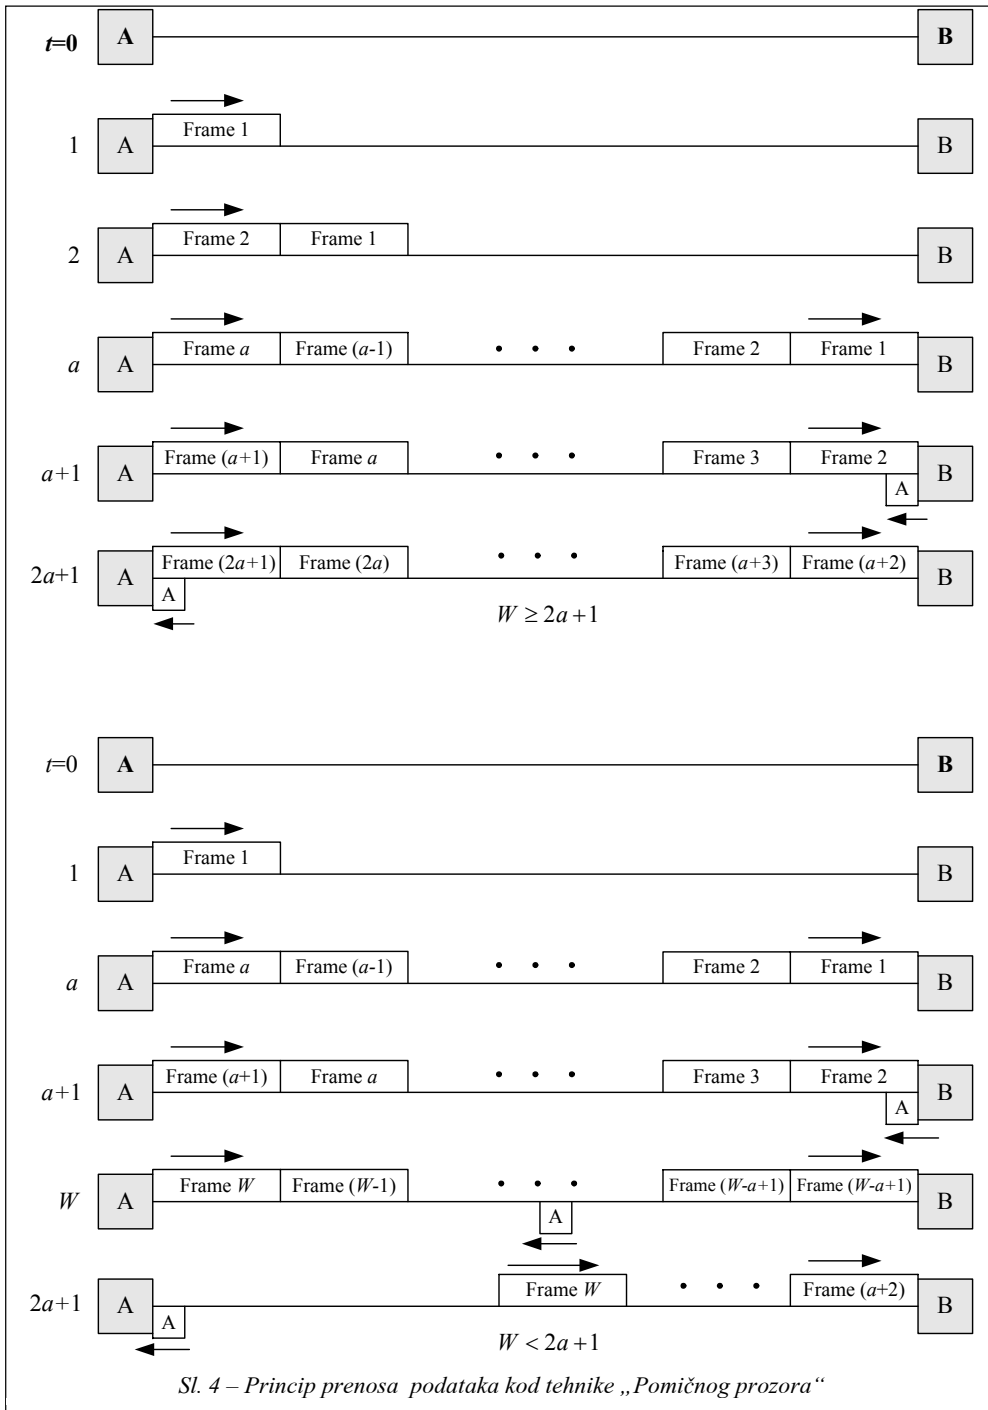 t=0 A B
Frame 1
1 A B
Frame 2 Frame 1
2 A B
Frame a Frame (a-1) • • • Frame 2 Frame 1
a A B
Frame (a+1) Frame a • • • Frame 3 Frame 2
a+1 A B
A
Frame (2a+1) Frame (2a) • • • Frame (a+3) Frame (a+2)
2a+1 A B
A
W ≥ 2a+1
t=0 A B
Frame 1
1 A B
Frame a Frame (a-1) • • • Frame 2 Frame 1
a A B
Frame (a+1) Frame a • • • Frame 3 Frame 2
a+1 A B
A
Frame W Frame (W-1) • • • Frame (W-a+1) Frame (W-a+1)
W A B
A
Frame W • • • Frame (a+2)
2a+1 A B
A
W < 2a+1
Sl. 4 – Princip prenosa podataka kod tehnike „Pomičnog prozora“